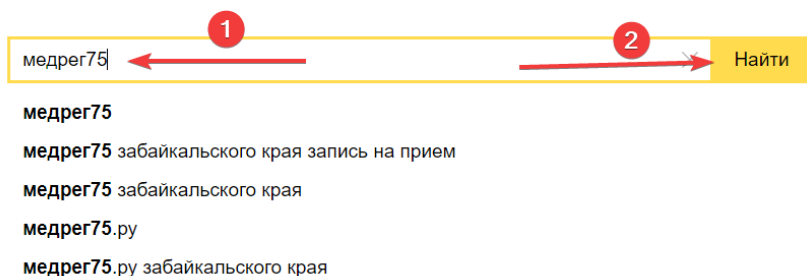 1
2
медрег75
Найти
медрег75
медрег75 забайкальского края запись на прием
медрег75 забайкальского края
медрег75.ру
медрег75.ру забайкальского края